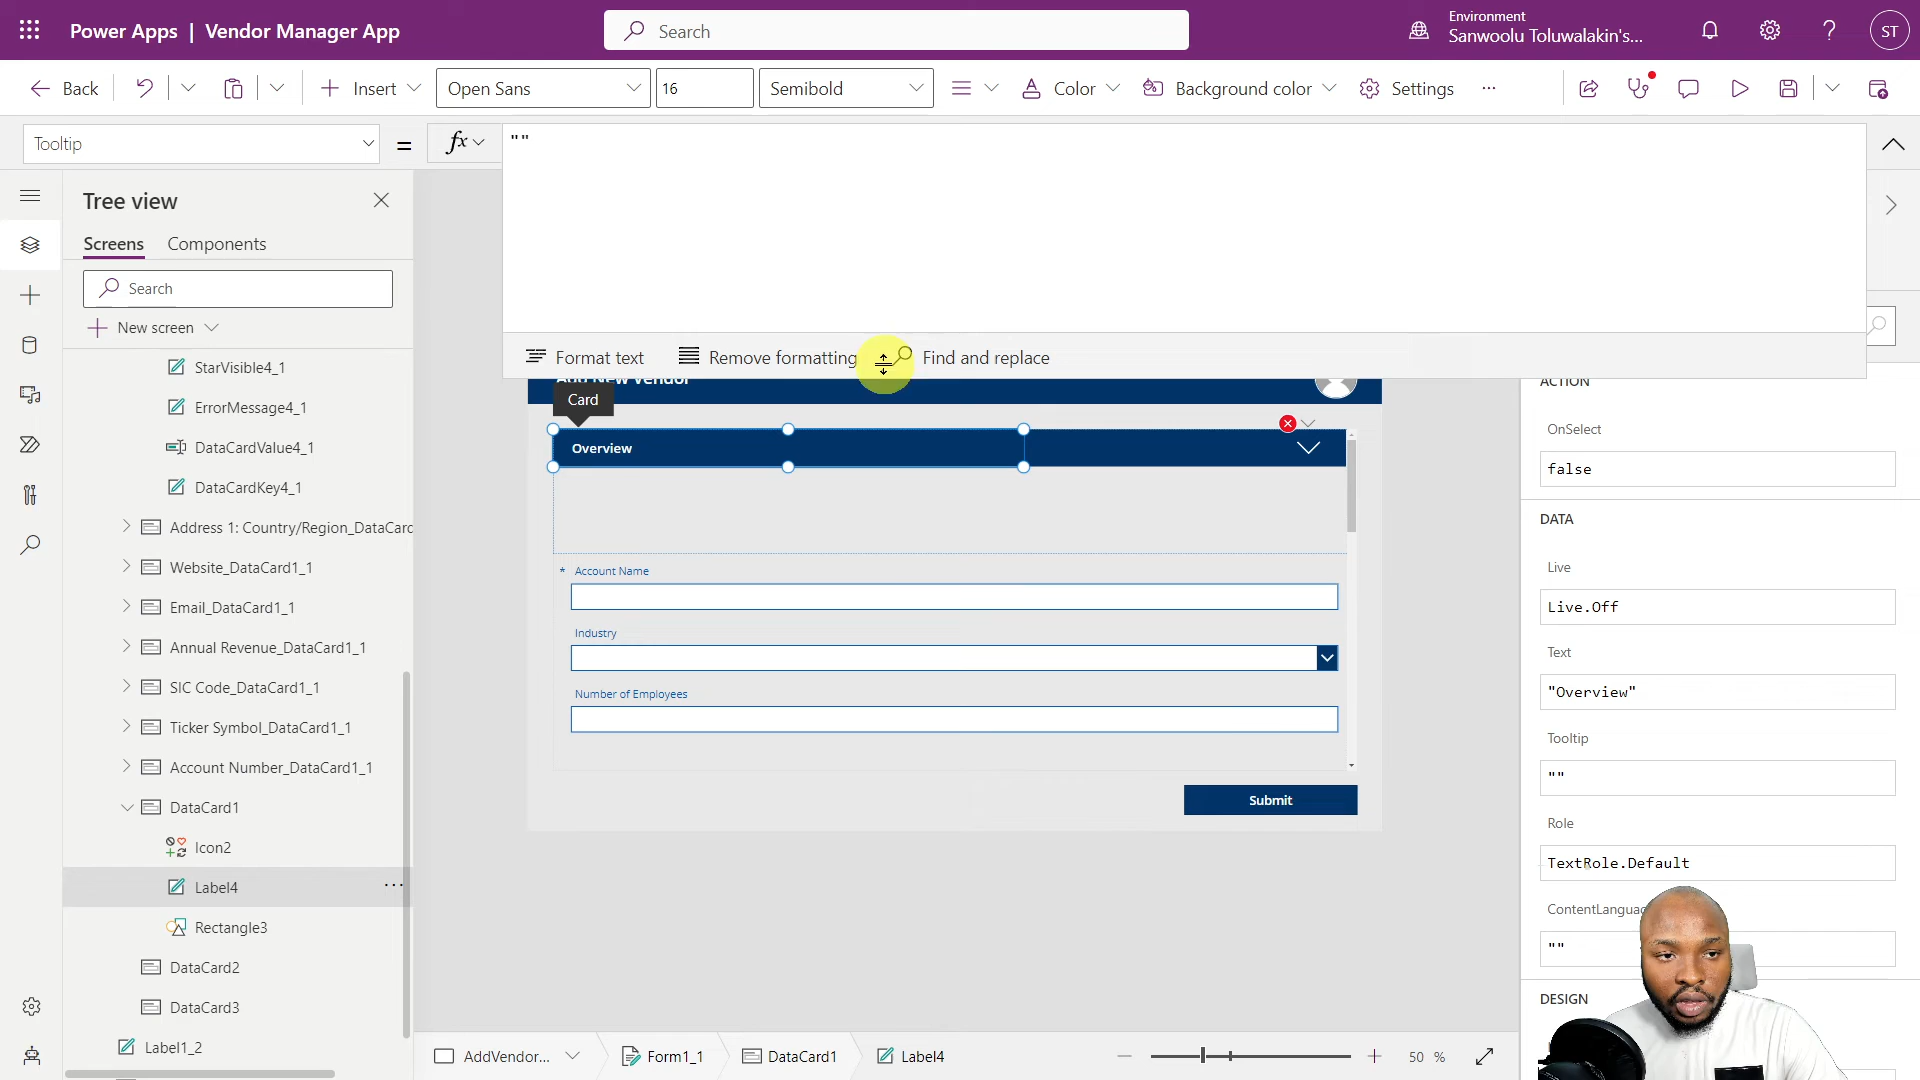 Power Apps | Vendor Manager App
Search
Environment
Sanwoolu Toluwalakin's...
ST
Back
Insert
Open Sans
16
Semibold
Color
Background color
Settings
Tooltip
=
fx
""
Tree view
Screens
Components
Search
New screen
Format text
Remove formatting
Find and replace
StarVisible4_1
ErrorMessage4_1
DataCardValue4_1
DataCardKey4_1
Address 1: Country/Region_DataCard
Website_DataCard1_1
Email_DataCard1_1
Annual Revenue_DataCard1_1
SIC Code_DataCard1_1
Ticker Symbol_DataCard1_1
Account Number_DataCard1_1
DataCard1
Icon2
Label4
Rectangle3
DataCard2
DataCard3
Label1_2
Add New Vendor
Card
Overview
* Account Name
Industry
Number of Employees
Submit
ACTION
OnSelect
false
DATA
Live
Live.Off
Text
"Overview"
Tooltip
""
Role
TextRole.Default
""
DESIGN
AddVendor...
Form1_1
DataCard1
Label4
50 %